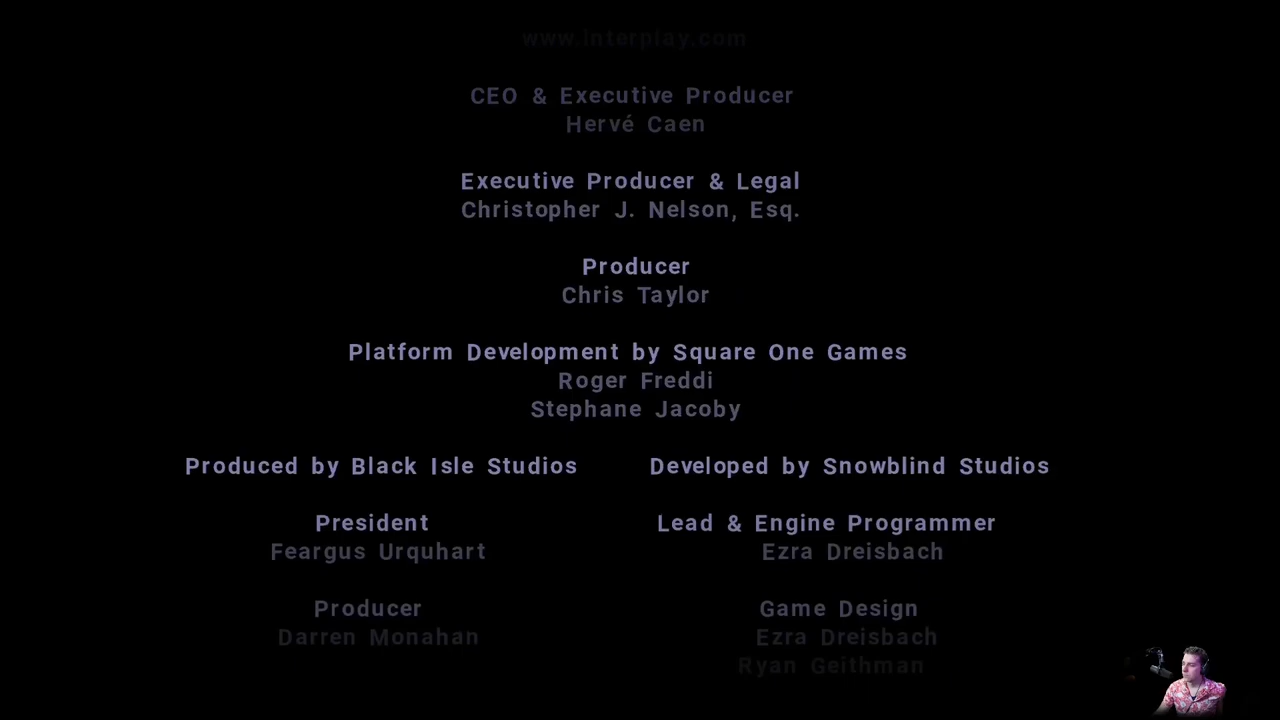 www.interplay.com
CEO & Executive Producer
Hervé Caen
Executive Producer & Legal
Christopher J. Nelson, Esq.
Producer
Chris Taylor
Platform Development by Square One Games
Roger Freddi
Stephane Jacoby
Produced by Black Isle Studios
President
Feargus Urquhart
Producer
Darren Monahan
Developed by Snowblind Studios
Lead & Engine Programmer
Ezra Dreisbach
Game Design
Ezra Dreisbach
Ryan Geithman